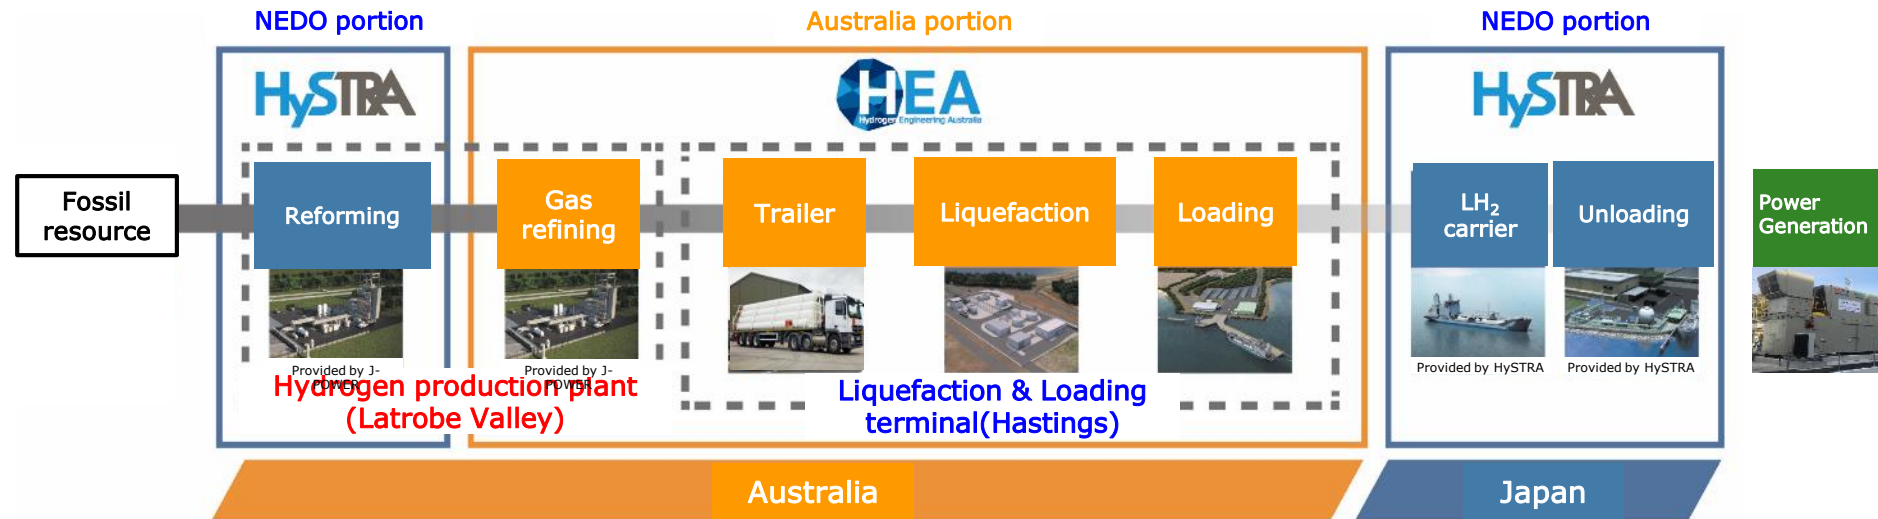 NEDO portion
Australia portion
NEDO portion
HySTRA
HEA
Hydrogen Engineering Australia
HySTRA
Fossil
resource
Reforming
Gas
refining
Trailer
Liquefaction
Loading
LH₂
carrier
Unloading
Power
Generation
Provided by J-
POWER
Provided by J-
POWER
Provided by HySTRA
Provided by HySTRA
Hydrogen production plant
(Latrobe Valley)
Liquefaction & Loading
terminal(Hastings)
Australia
Japan